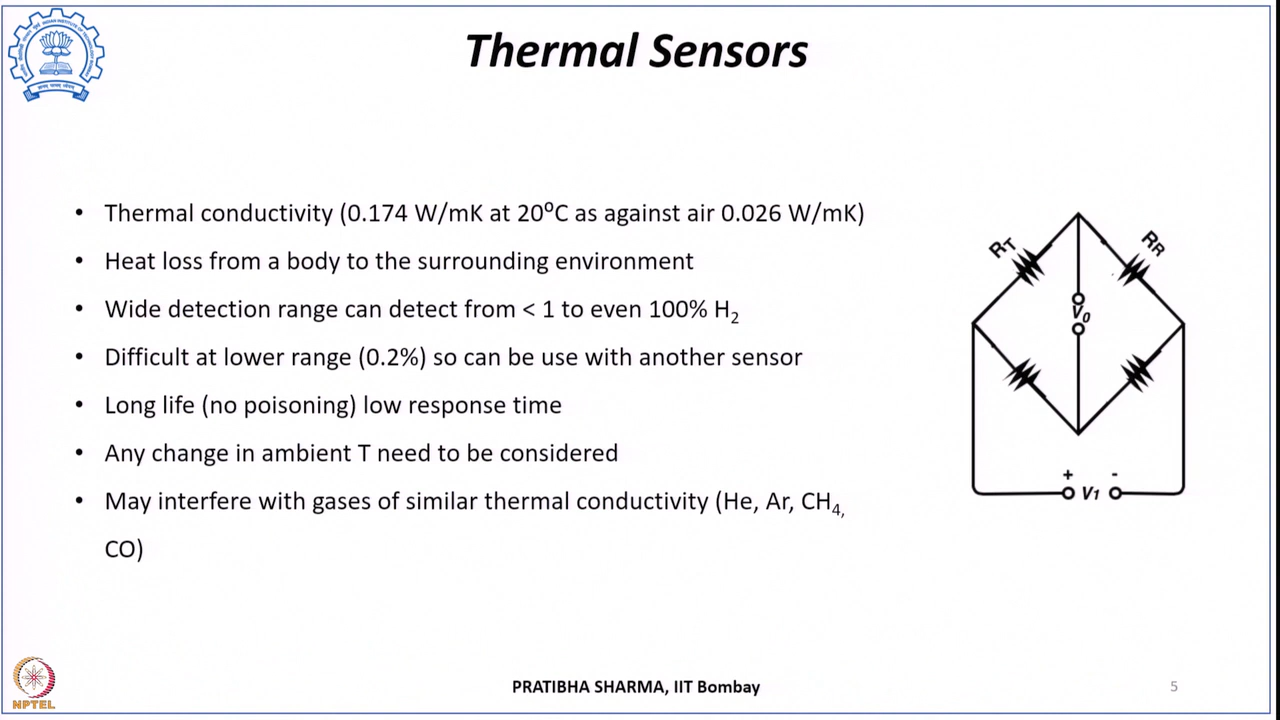 Thermal Sensors
• Thermal conductivity (0.174 W/mK at 20⁰C as against air 0.026 W/mK)
• Heat loss from a body to the surrounding environment
• Wide detection range can detect from < 1 to even 100% H₂
• Difficult at lower range (0.2%) so can be use with another sensor
• Long life (no poisoning) low response time
• Any change in ambient T need to be considered
• May interfere with gases of similar thermal conductivity (He, Ar, CH₄,
CO)
RT
RR
V0
+ -
V1
NPTEL
PRATIBHA SHARMA, IIT Bombay
5